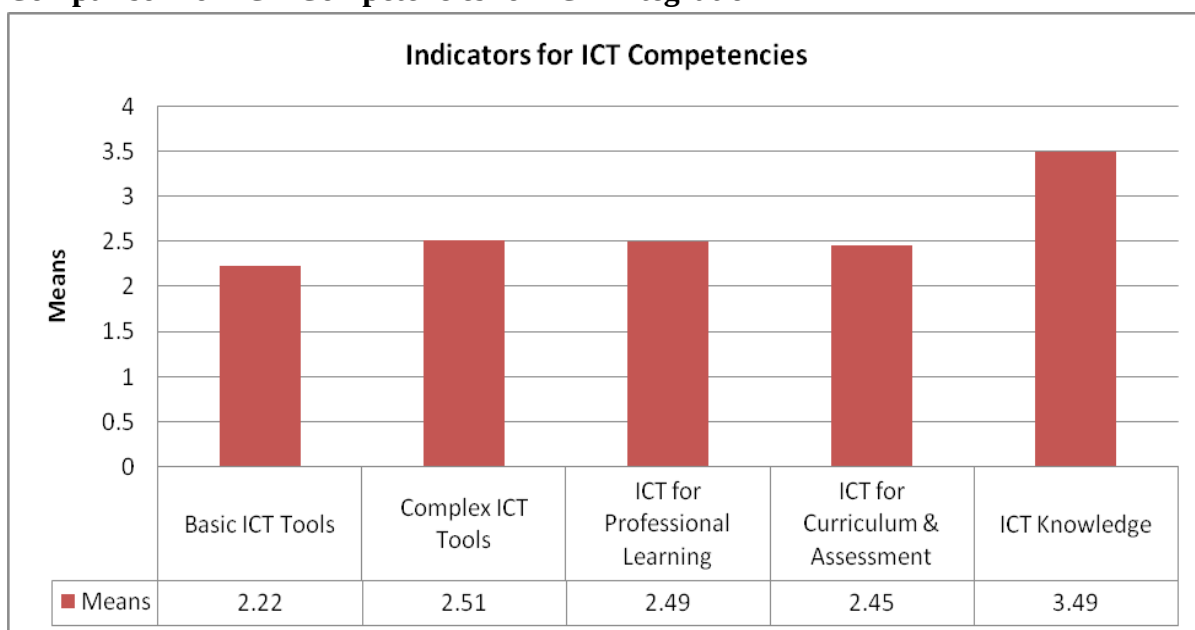 Indicators for ICT Competencies
Means
4
3.5
3
2.5
2
1.5
1
0.5
0
Basic ICT Tools
Complex ICT
Tools
ICT for
Professional
Learning
ICT for
Curriculum &
Assessment
ICT Knowledge
Means 2.22 2.51 2.49 2.45 3.49